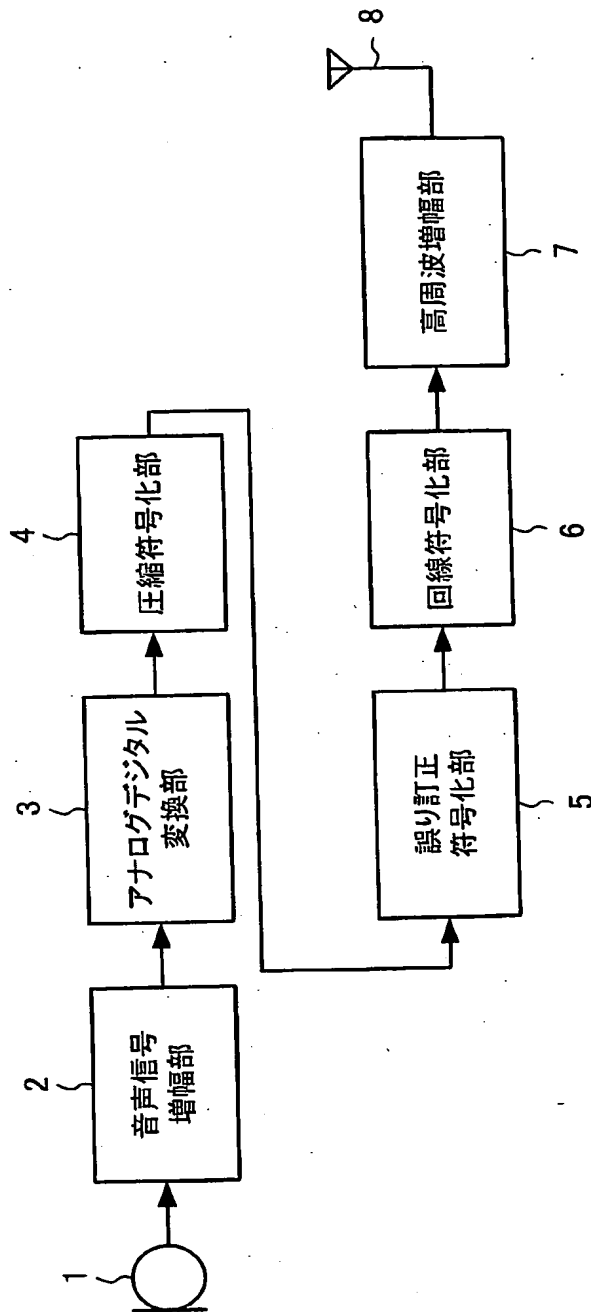 1
2
音声信号
増幅部
3
アナログデジタル
変換部
4
圧縮符号化部
5
誤り訂正
符号化部
6
回線符号化部
7
高周波増幅部
8